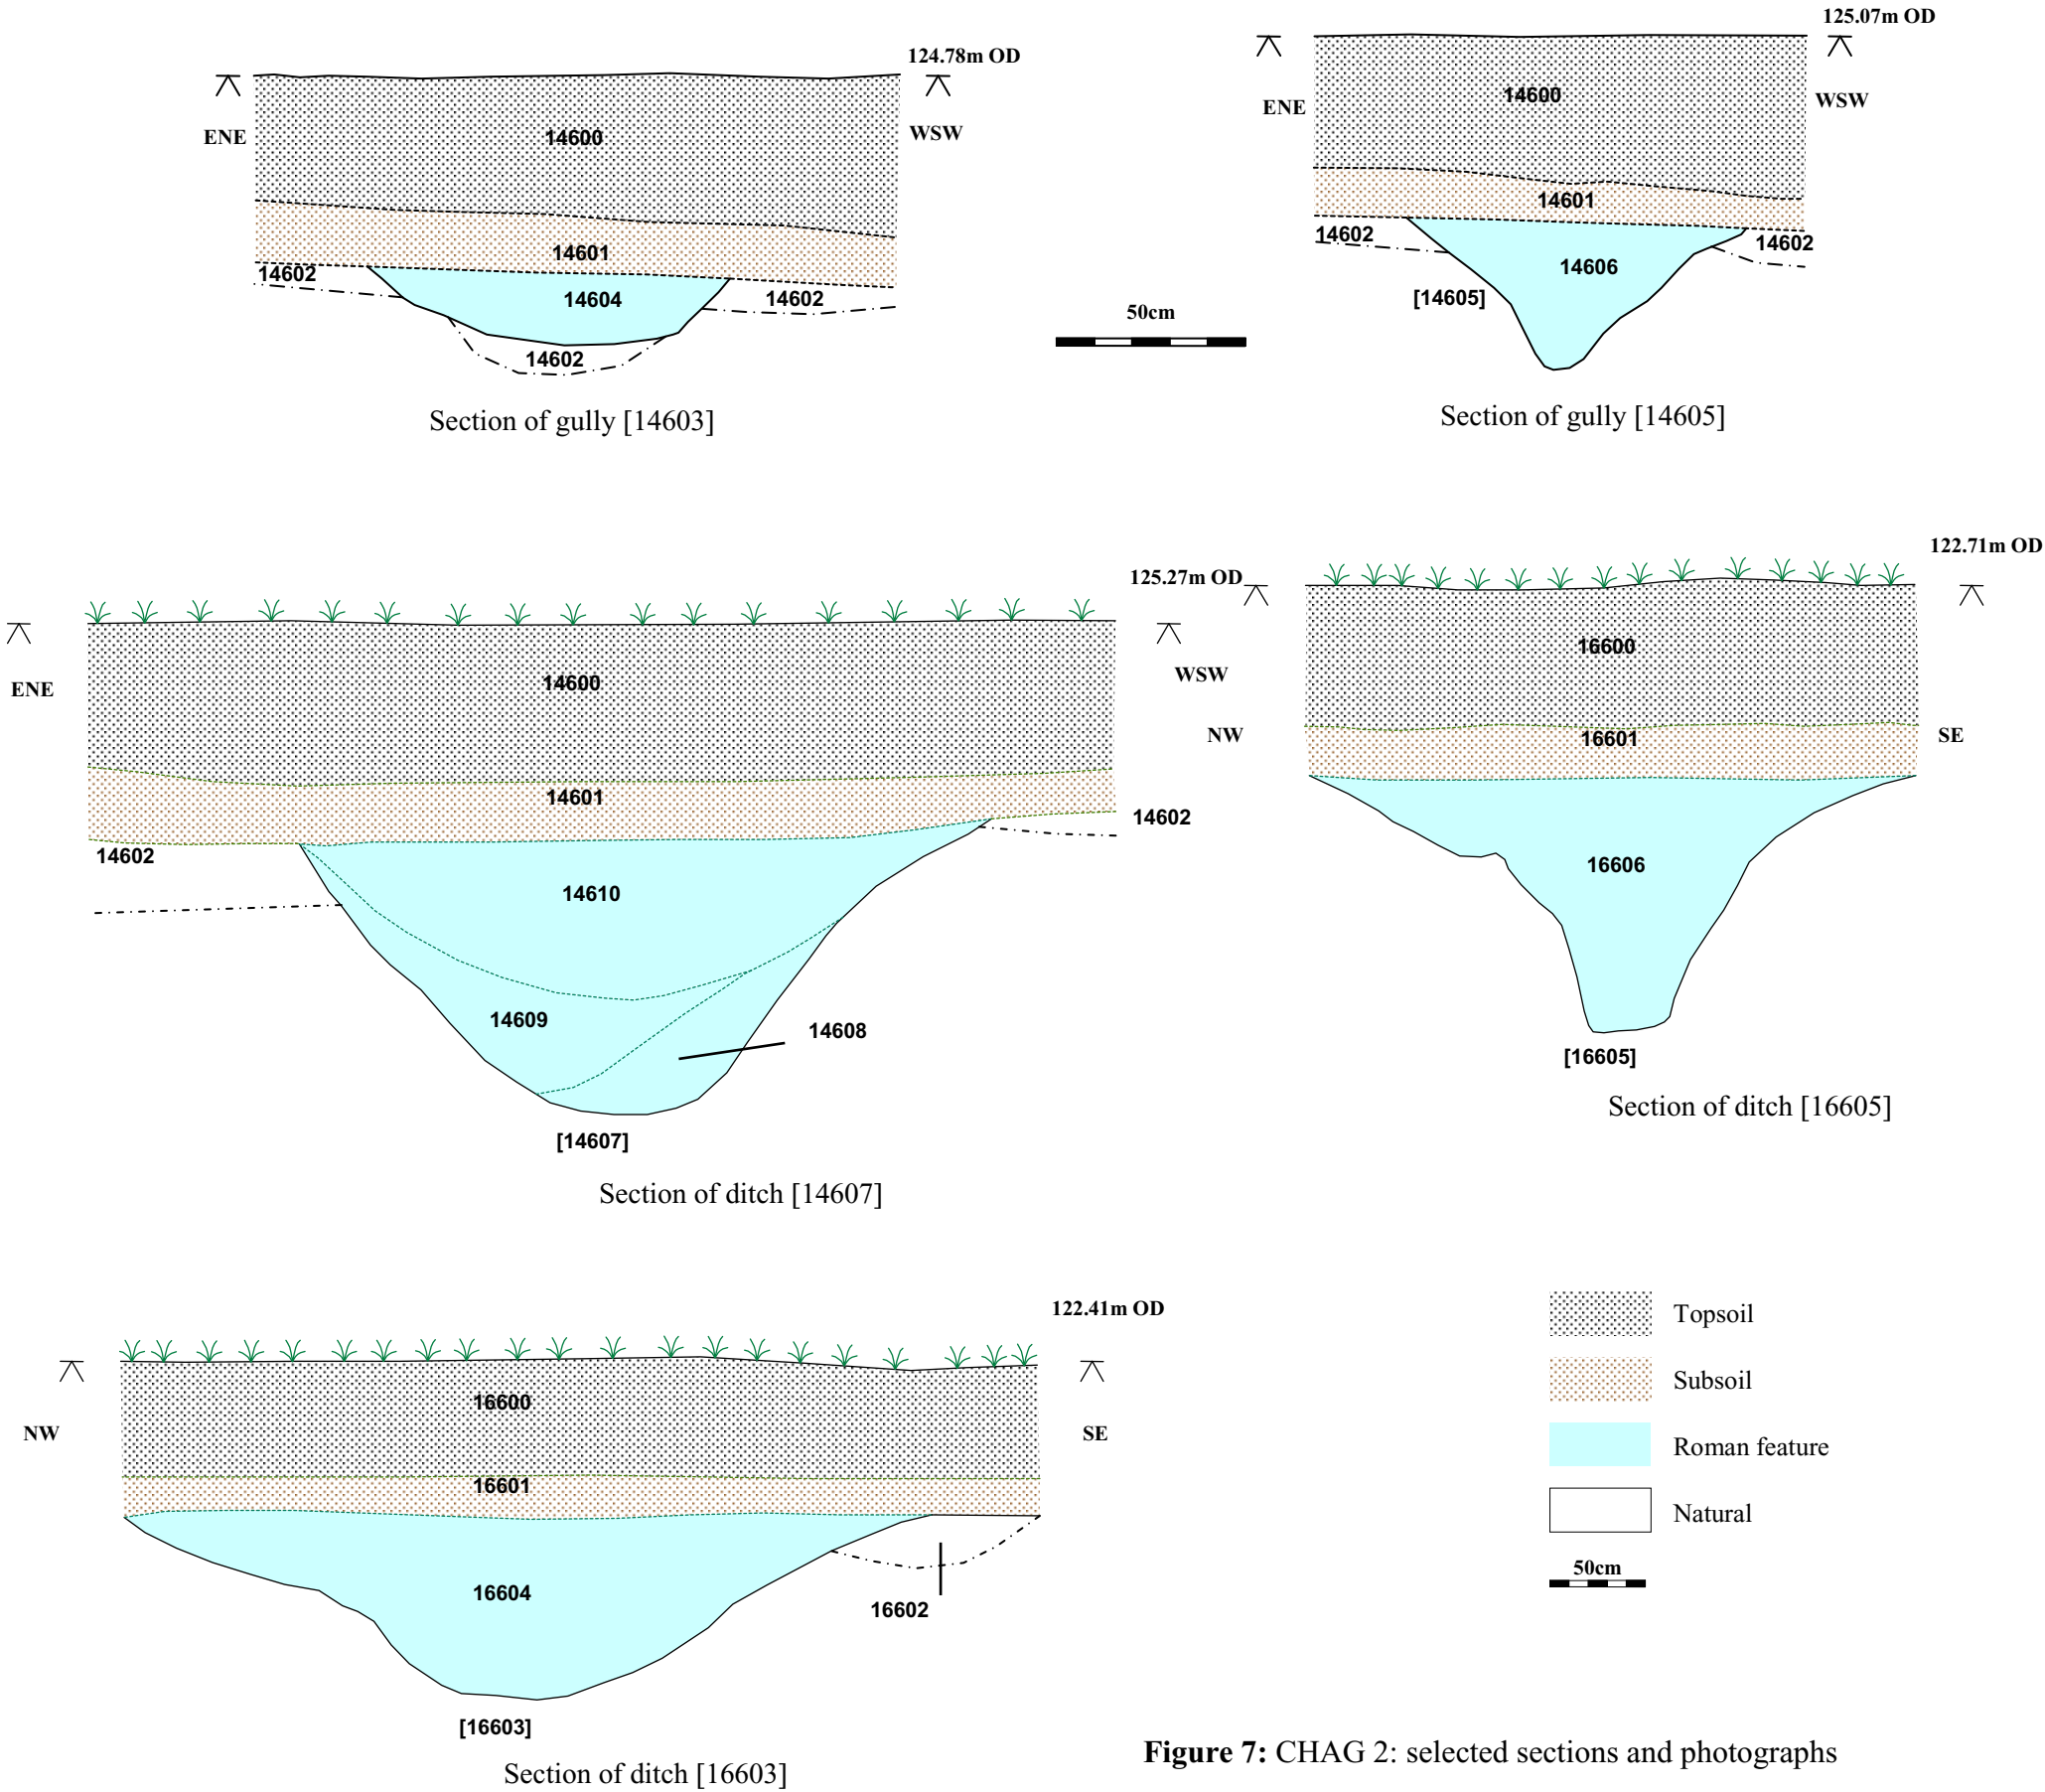 124.78m OD
ENE
WSW
14600
14601
14602
14604
14602
14602
Section of gully [14603]
50cm
125.07m OD
ENE
WSW
14600
14601
14602
14602
14606
[14605]
Section of gully [14605]
125.27m OD
ENE
WSW
14600
14601
14602
14602
14610
14609
14608
[14607]
Section of ditch [14607]
122.71m OD
NW
SE
16600
16601
16606
[16605]
Section of ditch [16605]
122.41m OD
NW
SE
16600
16601
16604
16602
[16603]
Section of ditch [16603]
Topsoil
Subsoil
Roman feature
Natural
50cm
Figure 7: CHAG 2: selected sections and photographs